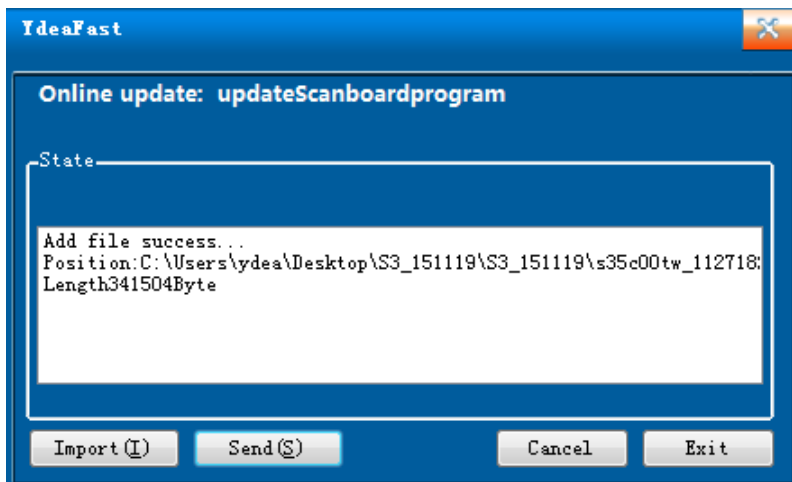 YdeaFast
Online update: updateScanboardprogram
State
Add file success...
Position:C:\Users\ydea\Desktop\S3_151119\S3_151119\s35c00tw_112718
Length341504Byte
Import(I) Send(S) Cancel Exit